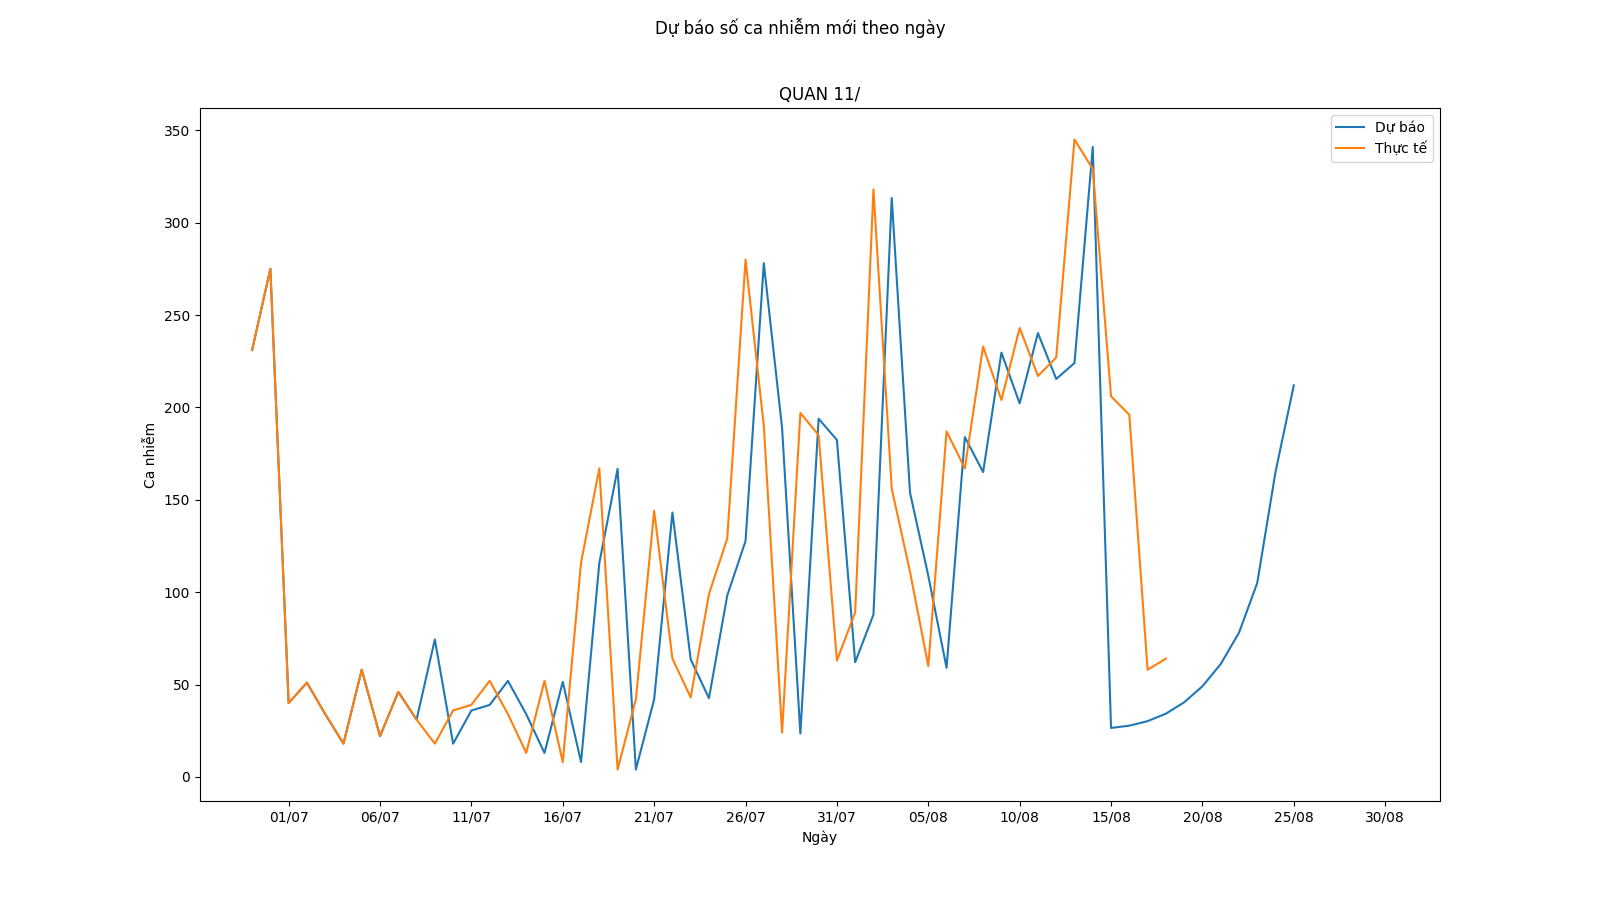 Dự báo số ca nhiễm mới theo ngày
QUAN 11/
Dự báo
Thực tế
350
300
250
200
150
100
50
0
Ca nhiễm
01/07 06/07 11/07 16/07 21/07 26/07 31/07 05/08 10/08 15/08 20/08 25/08 30/08
Ngày